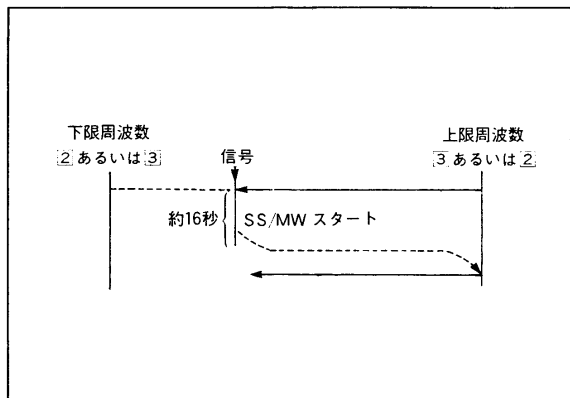 下限周波数
2 あるいは 3
信号
上限周波数
3 あるいは 2
約16秒
SS/MW スタート